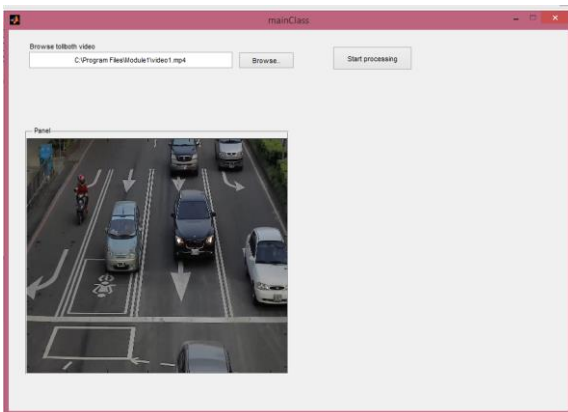 mainClass
Browse tollboth video
C:\Program Files\Module1\video1.mp4
Browse..
Start processing
Panel